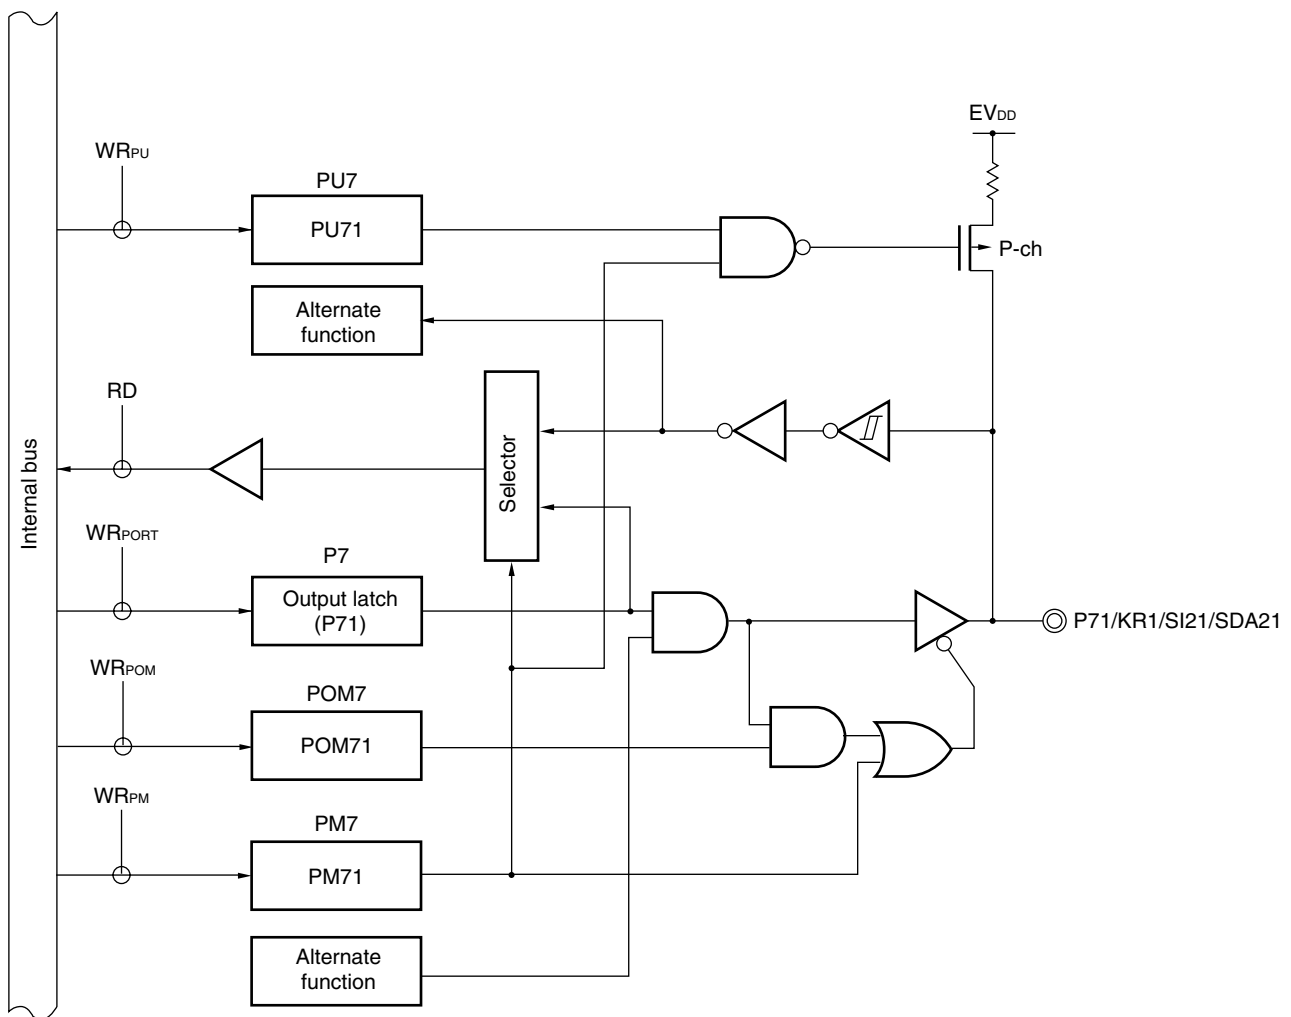 EVDD
WRPU
PU7
PU71
P-ch
Alternate
function
RD
Selector
Internal bus
WRPORT
P7
Output latch
(P71)
P71/KR1/SI21/SDA21
WRPOM
POM7
POM71
WRPM
PM7
PM71
Alternate
function